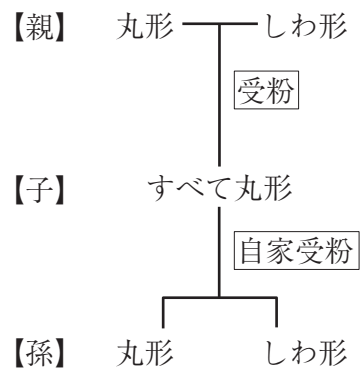 【親】 丸形 しわ形
受粉
【子】 すべて丸形
自家受粉
【孫】 丸形 しわ形